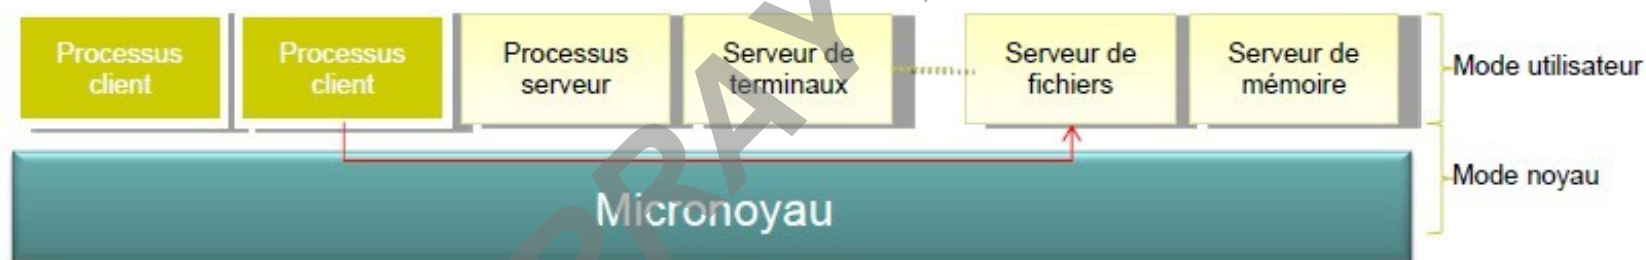 Processus
client
Processus
client
Processus
serveur
Serveur de
terminaux
Serveur de
fichiers
Serveur de
mémoire
Mode utilisateur
Mode noyau
Micronoyau
PRAY